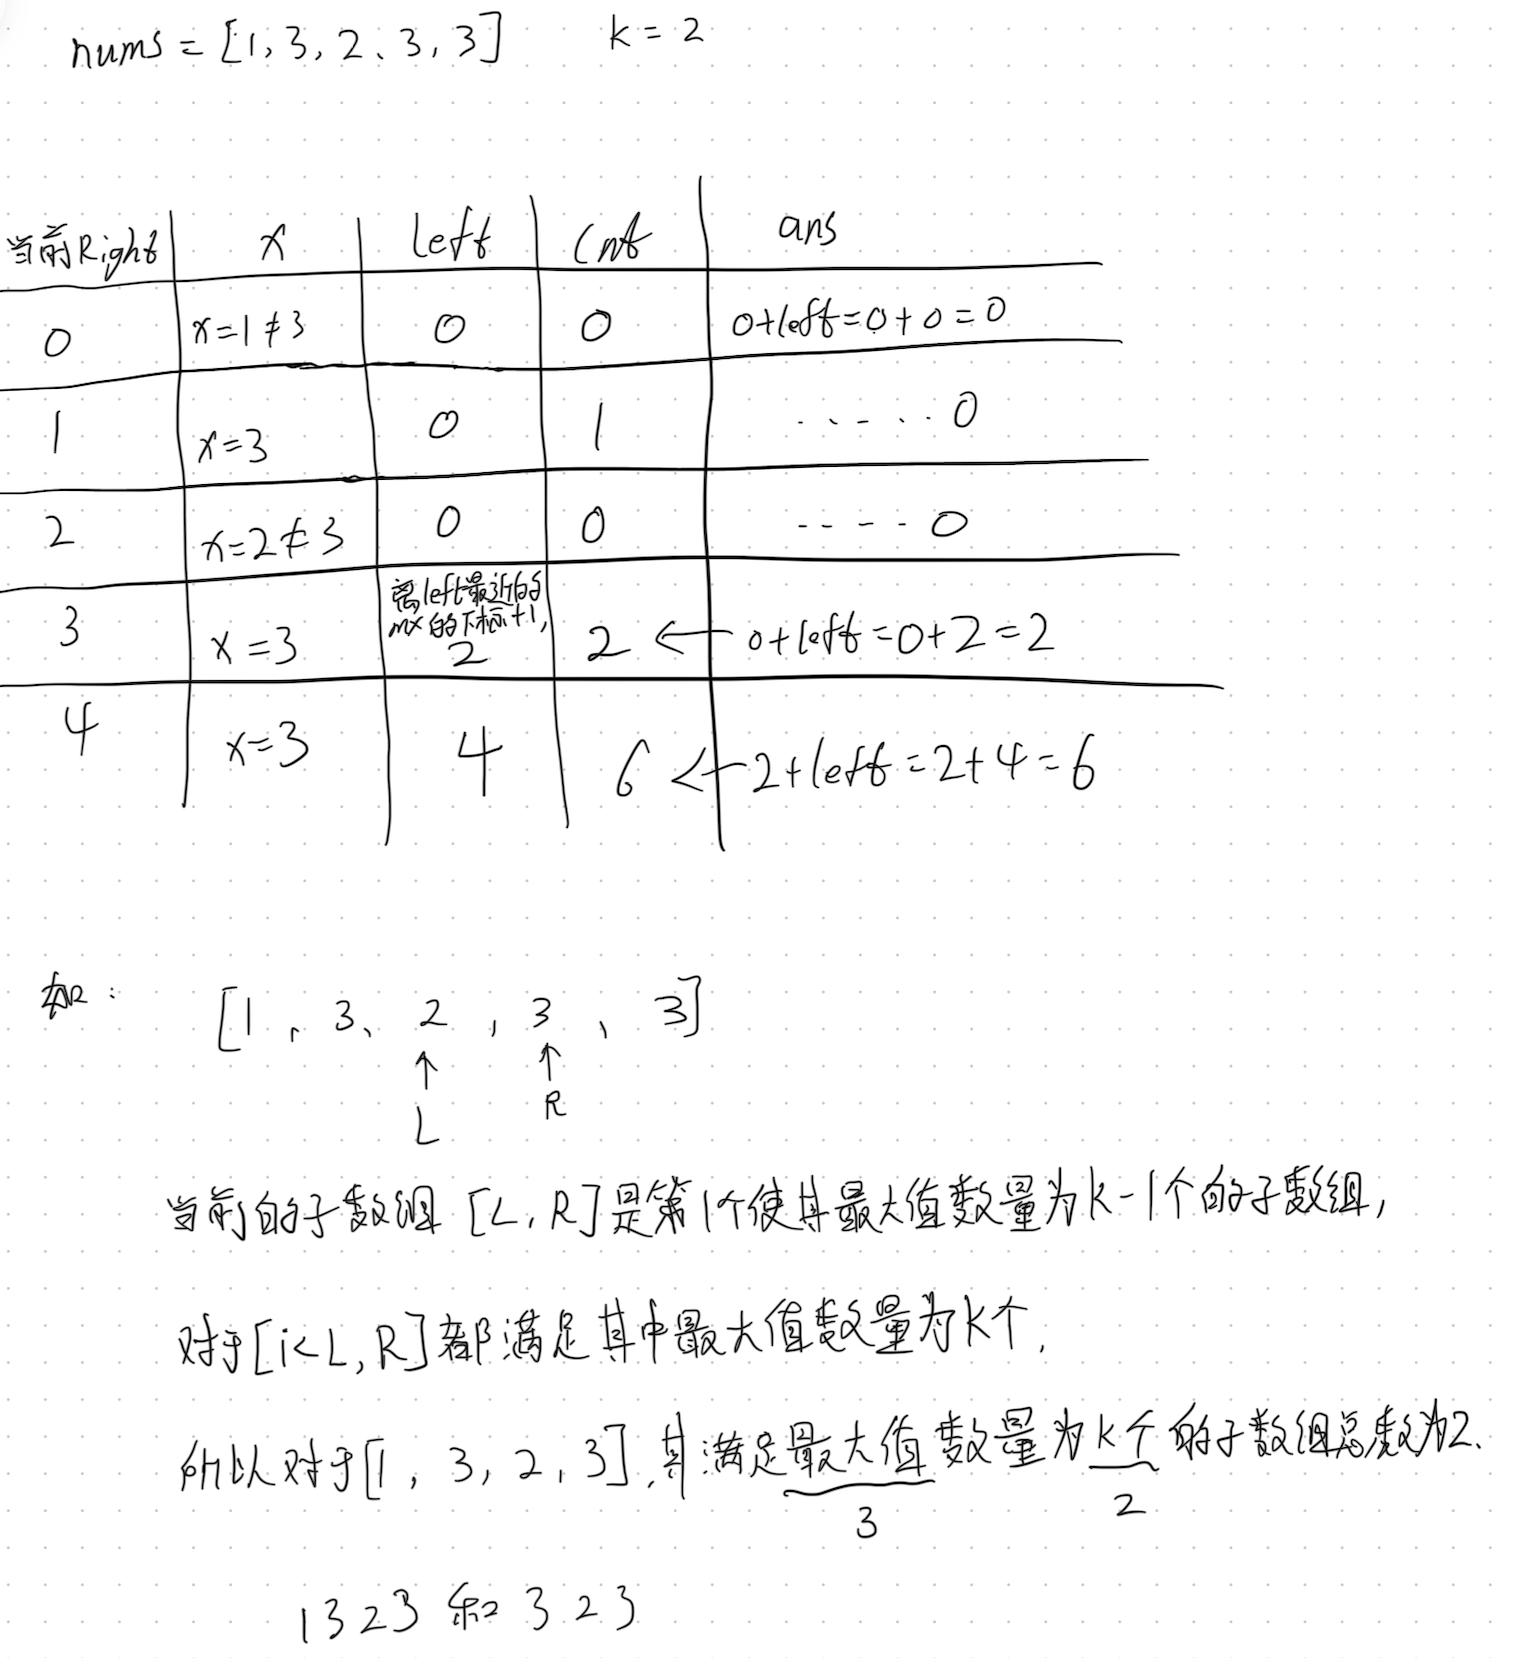 nums = [1, 3, 2、3, 3] k = 2
当前Right x left Cnt ans
0 x=1≠3 0 0 0+left=0+0=0
1 x=3 0 1 ...... 0
2 x=2≠3 0 0 ---- 0
3 x=3 离left最近的mx的下标+1, 2 2 ← 0+left=0+2=2
4 x=3 4 6 ← 2+left=2+4=6
如: [1, 3、2, 3、3]
↑ ↑
L R
当前的子数组 [L, R]是第1个使其最大值数量为k-1个的子数组,
对于[i<L, R]都满足其中最大值数量为k个.
所以对于[1, 3, 2, 3].其满足最大值数量为k个的子数组总数为2.
3 2
1323 和 323